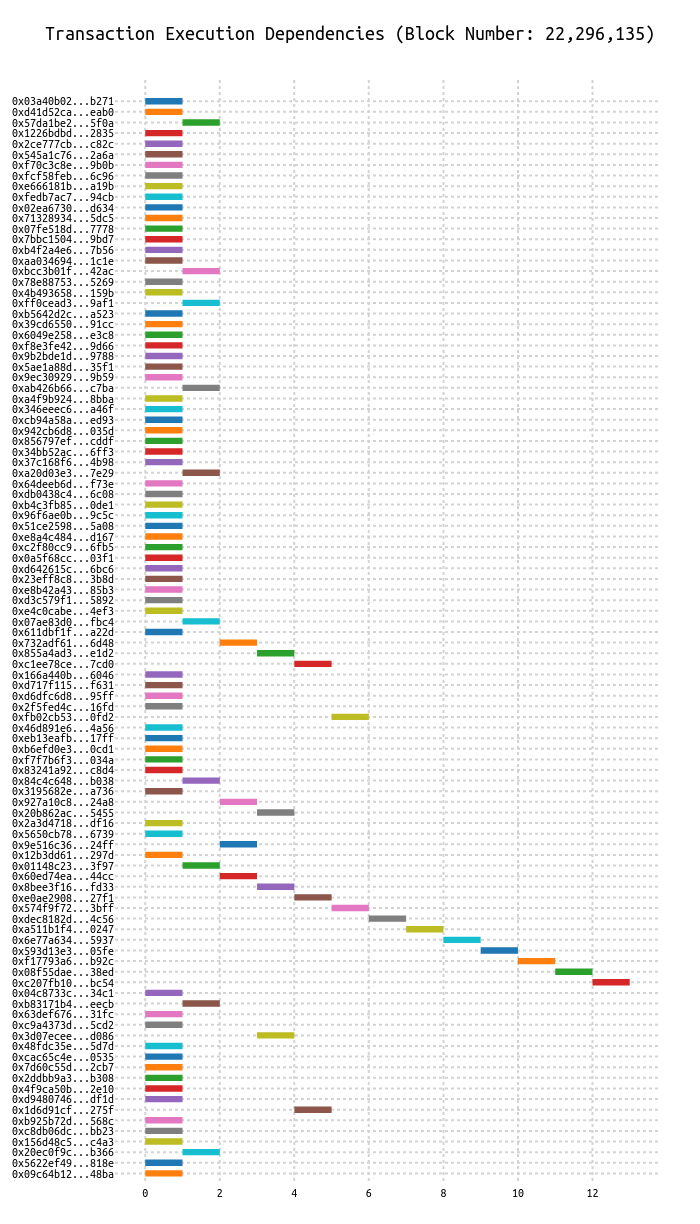 Transaction Execution Dependencies (Block Number: 22,296,135)
0x03a40b02...b271
0xd41d52ca...eab0
0x57da1be2...5f0a
0x1226bdbd...2835
0x2ce777cb...c82c
0x545a1c76...2a6a
0xf70c3c8e...9b0b
0xfcf58feb...6c96
0xe666181b...a19b
0xfedb7ac7...94cb
0x02ea6730...d634
0x71328934...5dc5
0x07fe518d...7778
0x7bbc1504...9bd7
0xb4f2a4e6...7b56
0xaa034694...1c1e
0xbcc3b01f...42ac
0x78e88753...5269
0x4b493658...159b
0xff0cead3...9af1
0xb5642d2c...a523
0x39cd6550...91cc
0x6049e258...e3c8
0xf8e3fe42...9d66
0x9b2bde1d...9788
0x5ae1a88d...35f1
0x9ec30929...9b59
0xab426b66...c7ba
0xa4f9b924...8bba
0x346eeec6...a46f
0xcb94a58a...ed93
0x942cb6d8...035d
0x856797ef...cddf
0x34bb52ac...6ff3
0x37c168f6...4b98
0xa20d03e3...7e29
0x64deeb6d...f73e
0xdb0438c4...6c08
0xb4c3fb85...0de1
0x96f6ae0b...9c5c
0x51ce2598...5a08
0xe8a4c484...d167
0xc2f80cc9...6fb5
0x0a5f68cc...03f1
0xd642615c...6bc6
0x23eff8c8...3b8d
0xe8b42a43...85b3
0xd3c579f1...5892
0xe4c0cabe...4ef3
0x07ae83d0...fbc4
0x611dbf1f...a22d
0x732adf61...6d48
0x855a4ad3...e1d2
0xc1ee78ce...7cd0
0x166a440b...6046
0xd717f115...f631
0xd6dfc6d8...95ff
0x2f5fed4c...16fd
0xfb02cb53...0fd2
0x46d891e6...4a56
0xeb13eafb...17ff
0xb6efd0e3...0cd1
0xf7f7b6f3...034a
0x83241a92...c8d4
0x84c4c648...b038
0x3195682e...a736
0x927a10c8...24a8
0x20b862ac...5455
0x2a3d4718...df16
0x5650cb78...6739
0x9e516c36...24ff
0x12b3dd61...297d
0x01148c23...3f97
0x60ed74ea...44cc
0x8bee3f16...fd33
0xe0ae2908...27f1
0x574f9f72...3bff
0xdec8182d...4c56
0xa511b1f4...0247
0x6e77a634...5937
0x593d13e3...05fe
0xf17793a6...b92c
0x08f55dae...38ed
0xc207fb10...bc54
0x04c8733c...34c1
0xb83171b4...eecb
0x63def676...31fc
0xc9a4373d...5cd2
0x3d07ecee...d086
0x48fdc35e...5d7d
0xcac65c4e...0535
0x7d60c55d...2cb7
0x2ddbb9a3...b308
0x4f9ca50b...2e10
0xd9480746...df1d
0x1d6d91cf...275f
0xb925b72d...568c
0xc8db06dc...bb23
0x156d48c5...c4a3
0x20ec0f9c...b366
0x5622ef49...818e
0x09c64b12...48ba
0 2 4 6 8 10 12